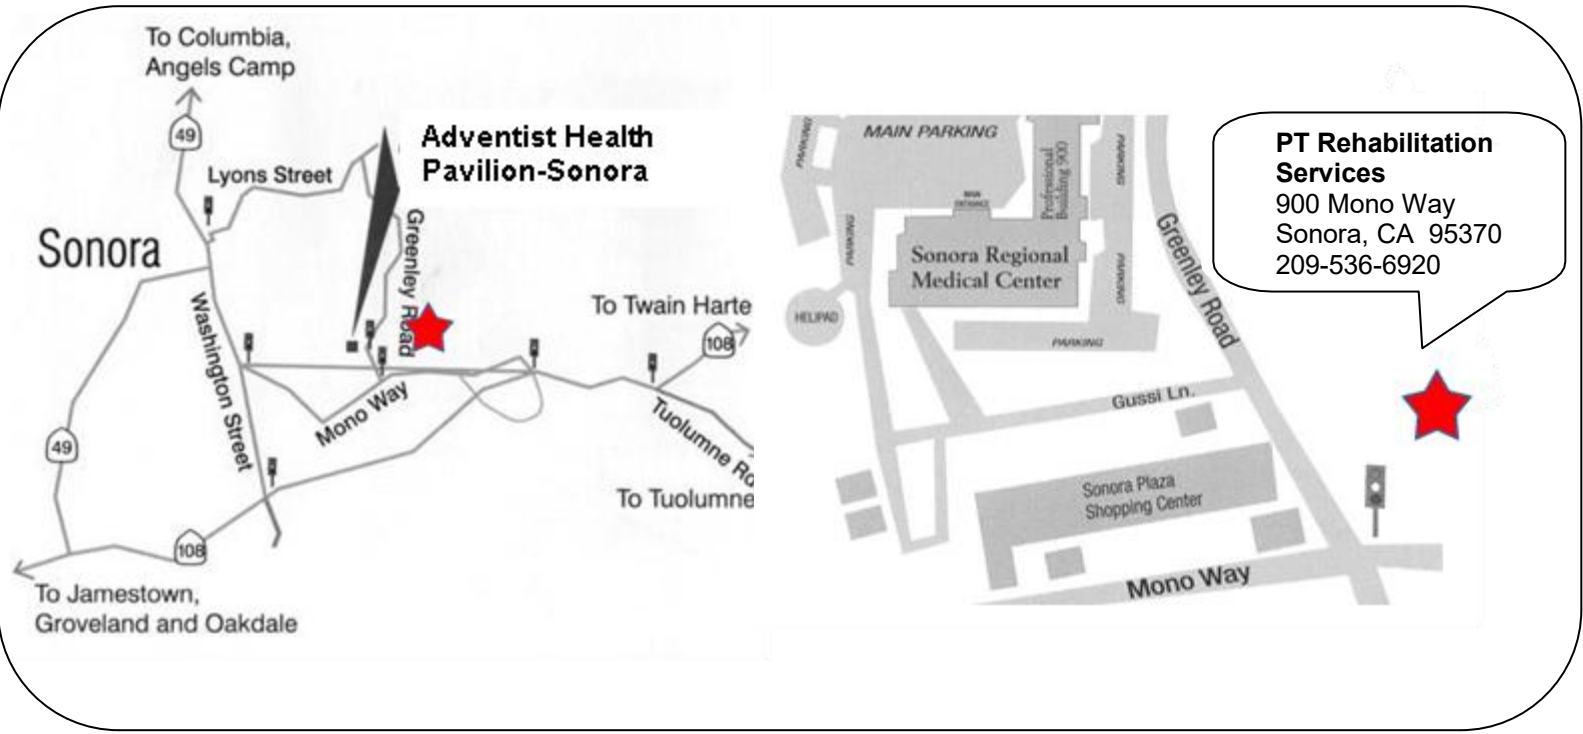 To Columbia,
Angels Camp
49
Lyons Street
Adventist Health
Pavilion-Sonora
Sonora
Greenley Road
Washington Street
To Twain Harte
108
Mono Way
Tuolumne Ro
To Tuolumne
49
108
To Jamestown,
Groveland and Oakdale
PARKING
MAIN PARKING
Professional
Building 900
PARKING
MAIN
ENTRANCE
PARKING
Sonora Regional
Medical Center
PARKING
HELIPAD
PARKING
Greenley Road
Gussi Ln.
Sonora Plaza
Shopping Center
Mono Way
PT Rehabilitation
Services
900 Mono Way
Sonora, CA 95370
209-536-6920